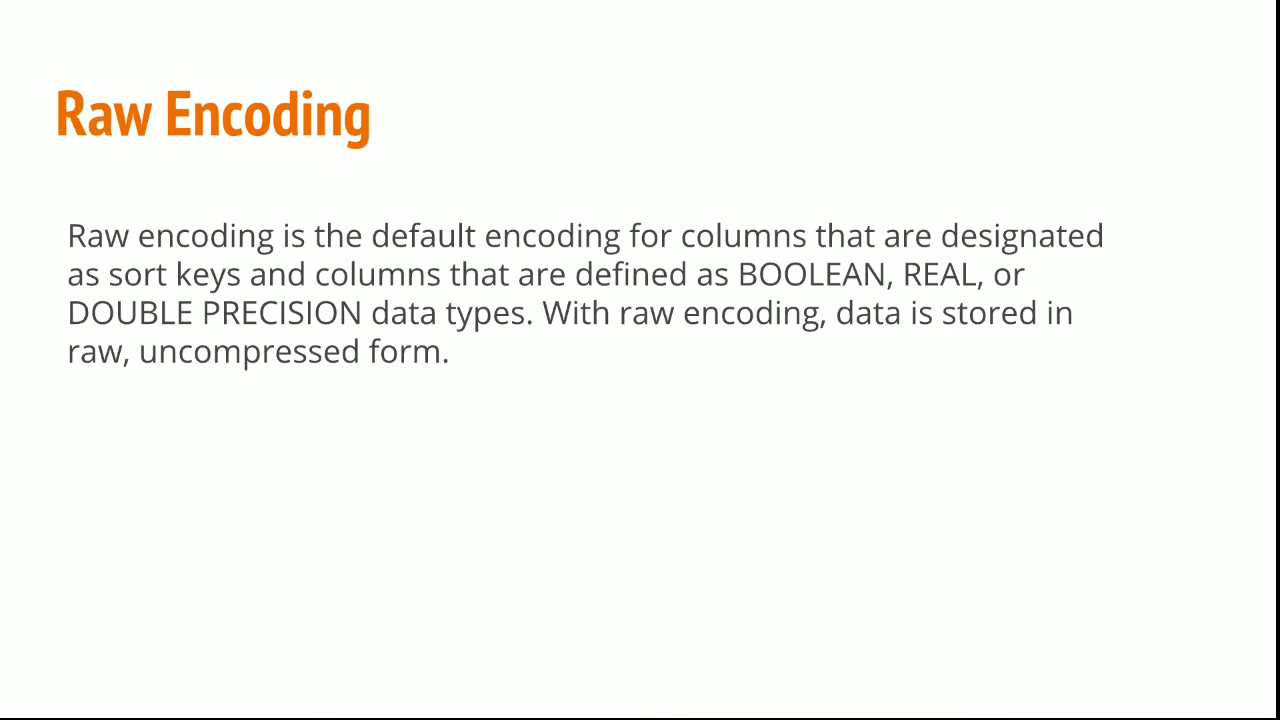 Raw Encoding
Raw encoding is the default encoding for columns that are designated
as sort keys and columns that are defined as BOOLEAN, REAL, or
DOUBLE PRECISION data types. With raw encoding, data is stored in
raw, uncompressed form.